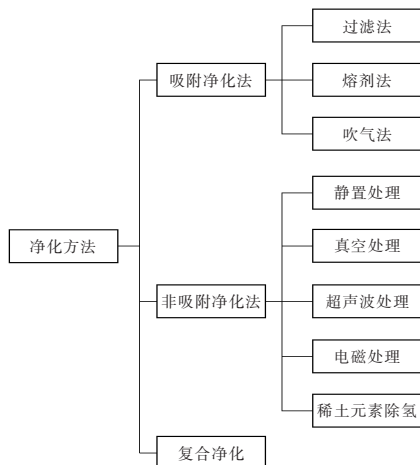 净化方法
吸附净化法
过滤法
熔剂法
吹气法
非吸附净化法
静置处理
真空处理
超声波处理
电磁处理
稀土元素除氢
复合净化